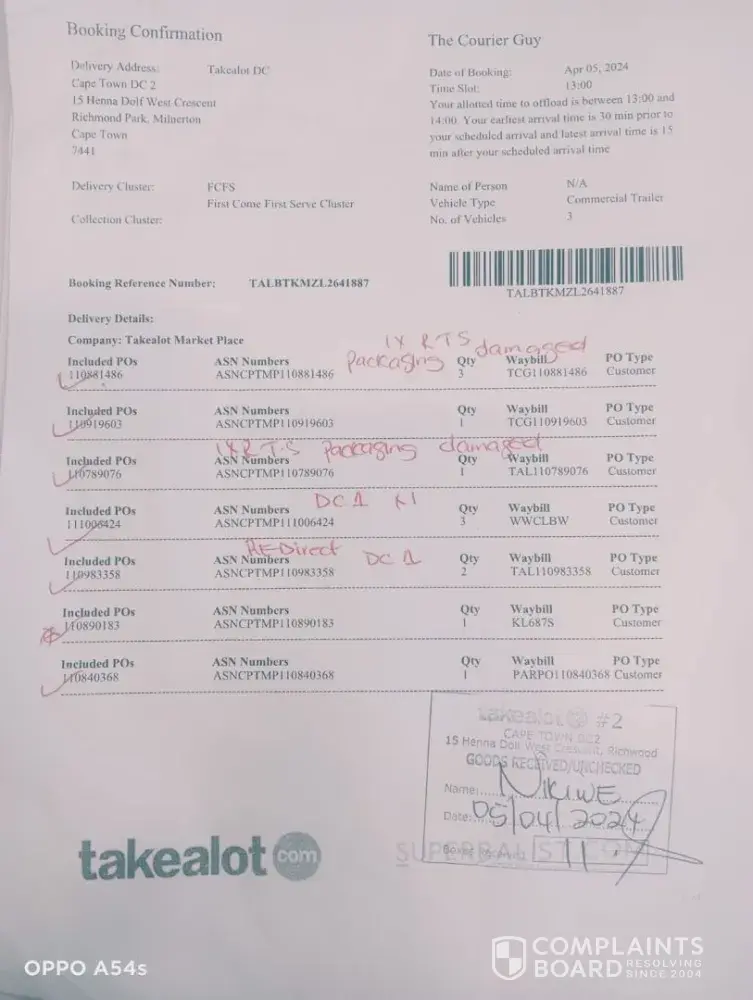 Booking Confirmation
The Courier Guy
Delivery Address: Takealot DC
Cape Town DC 2
15 Henna Dolf West Crescent
Richmond Park, Milnerton
Cape Town
7441
Date of Booking: Apr 05, 2024
Time Slot: 13:00
Your allotted time to offload is between 13:00 and
14:00. Your earliest arrival time is 30 min prior to
your scheduled arrival and latest arrival time is 15
min after your scheduled arrival time
Delivery Cluster: FCFS
First Come First Serve Cluster
Collection Cluster:
Name of Person N/A
Vehicle Type Commercial Trailer
No. of Vehicles 3
Booking Reference Number: TALBTKMZL2641887
TALBTKMZL2641887
Delivery Details:
Company: Takealot Market Place
1X RTS damaged
Packaging
Included POs ASN Numbers Qty Waybill PO Type
110881486 ASNCPTMP110881486 3 TCG110881486 Customer
Included POs ASN Numbers Qty Waybill PO Type
110919603 ASNCPTMP110919603 1 TCG110919603 Customer
1X R.T.S Packaging damaged
Included POs ASN Numbers Qty Waybill PO Type
110789076 ASNCPTMP110789076 1 TAL110789076 Customer
DC 1
Included POs ASN Numbers Qty Waybill PO Type
111006424 ASNCPTMP111006424 3 WWCLBW Customer
REDirect DC 1
Included POs ASN Numbers Qty Waybill PO Type
110983358 ASNCPTMP110983358 2 TAL110983358 Customer
Included POs ASN Numbers Qty Waybill PO Type
110890183 ASNCPTMP110890183 1 KL687S Customer
Included POs ASN Numbers Qty Waybill PO Type
110840368 ASNCPTMP110840368 1 PARPO110840368 Customer
takealot #2
CAPE TOWN DC2
15 Henna Dolf West Crescent, Richwood
GOODS RECEIVED/UNCHECKED
Name: NIKIWE
Date: 05/04/2024
Boxes Received 11
takealot com
SUPERBALIST.COM
OPPO A54s
COMPLAINTS
BOARD RESOLVING
SINCE 2004